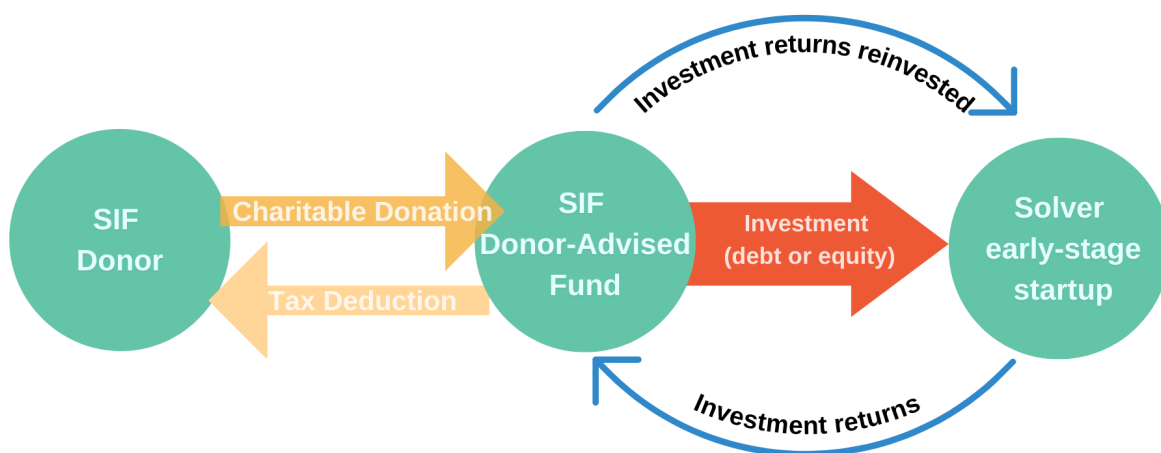 Investment returns reinvested
SIF
Donor
Charitable Donation
Tax Deduction
SIF
Donor-Advised
Fund
Investment
(debt or equity)
Solver
early-stage
startup
Investment returns